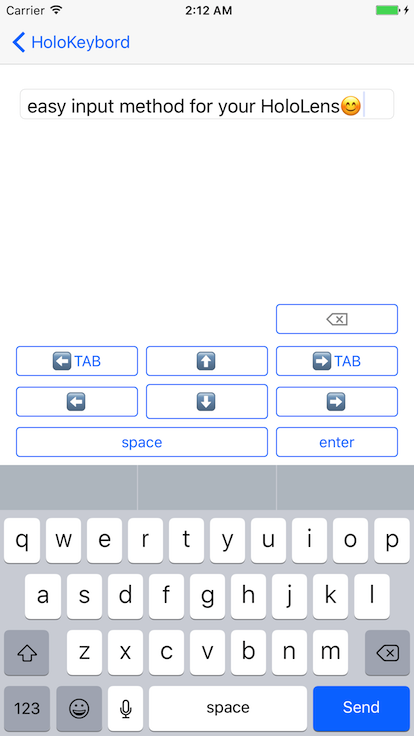 Carrier 2:12 AM
HoloKeybord
easy input method for your HoloLens😊
⌫
⬅️ TAB ⬆️ ➡️ TAB
⬅️ ⬇️ ➡️
space enter
q w e r t y u i o p
a s d f g h j k l
z x c v b n m
123 space Send